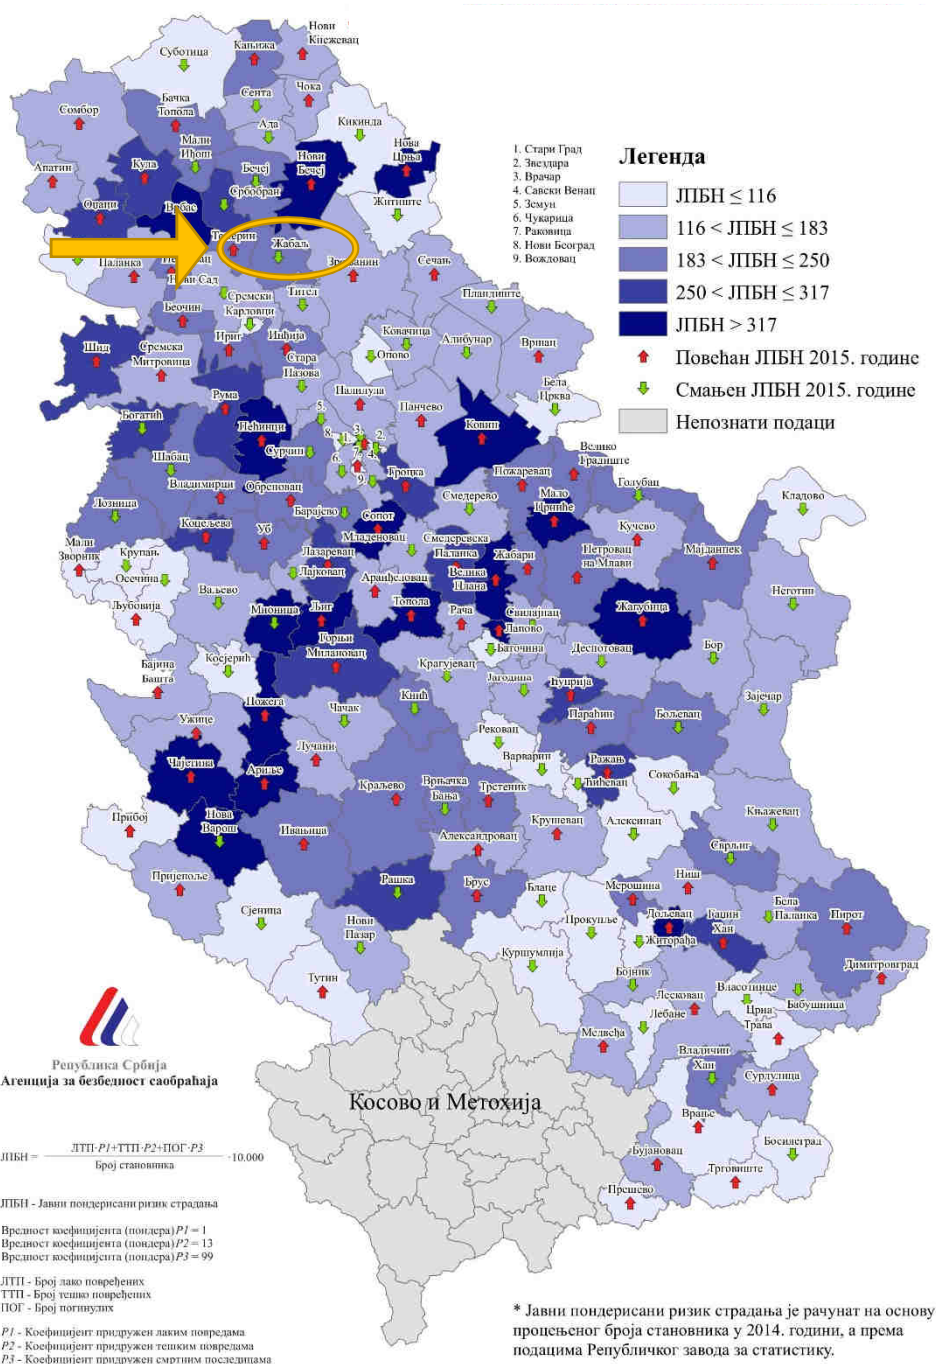 Суботица
Кањижа
Нови
Кнежевац
Сомбор
Бачка
Топола
Сента
Чока
Ада
Кикинда
Мали
Иђош
Апатин
Кула
Бечеј
Нови
Бечеј
Нова
Црња
Оџаци
Врбас
Србобран
Житиште
Темерин
Жабаљ
Зрењанин
Сечањ
Паланка
Нови Сад
Тител
Пландиште
Беочин
Сремски
Карловци
Ириг
Инђија
Ковачица
Опово
Алибунар
Вршац
Шид
Сремска
Митровица
Стара
Пазова
Рума
Палилула
Панчево
Бела
Црква
Богатић
Пећинци
Сурчин
5.
8.
1.
3.
2.
7.
4.
6.
9.
Ковин
Шабац
Владимирци
Обреновац
Гроцка
Пожаревац
Велико
Градиште
Голубац
Кладово
Лозница
Коцељева
Уб
Барајево
Сопот
Младеновац
Смедерево
Мало
Црниће
Кучево
Мали
Зворник
Крупањ
Осечина
Лазаревац
Лајковац
Смедеревска
Паланка
Жабари
Петровац
на Млави
Мајданпек
Љубовија
Ваљево
Мионица
Љиг
Аранђеловац
Топола
Велика
Плана
Рача
Свилајнац
Лапово
Баточина
Жагубица
Неготин
Бајина
Башта
Косјерић
Горњи
Милановац
Крагујевац
Јагодина
Деспотовац
Бор
Ужице
Пожега
Чачак
Кнић
Ћуприја
Параћин
Бољевац
Зајечар
Чајетина
Ариље
Лучани
Рековац
Варварин
Ражањ
Ћићевац
Сокобања
Прибој
Нова
Варош
Ивањица
Краљево
Врњачка
Бања
Трстеник
Крушевац
Александровац
Алексинац
Књажевац
Сврљиг
Пријепоље
Сјеница
Рашка
Брус
Блаце
Мерошина
Ниш
Бела
Паланка
Пирот
Нови
Пазар
Прокупље
Дољевац
Гаџин
Хан
Житорађа
Тутин
Куршумлија
Бојник
Лесковац
Власотинце
Бабушница
Димитровград
Медвеђа
Лебане
Црна
Трава
Владичин
Хан
Сурдулица
Врање
Босилеград
Бујановац
Трговиште
Прешево
Косово и Метохија
1. Стари Град
2. Звездара
3. Врачар
4. Савски Венац
5. Земун
6. Чукарица
7. Раковица
8. Нови Београд
9. Вождовац
Легенда
ЈПБН ≤ 116
116 < ЈПБН ≤ 183
183 < ЈПБН ≤ 250
250 < ЈПБН ≤ 317
ЈПБН > 317
Повећан ЈПБН 2015. године
Смањен ЈПБН 2015. године
Непознати подаци
Република Србија
Агенција за безбедност саобраћаја
ЈПБН = ЛТП·P1+ТТП·P2+ПОГ·P3
Број становника
·10.000
ЈПБН - Јавни пондерисани ризик страдања
Вредност коефицијента (пондера) P1 = 1
Вредност коефицијента (пондера) P2 = 13
Вредност коефицијента (пондера) P3 = 99
ЛТП - Број лако повређених
ТТП - Број тешко повређених
ПОГ - Број погинулих
P1 - Коефицијент придружен лаким повредама
P2 - Коефицијент придружен тешким повредама
P3 - Коефицијент придружен смртним последицама
* Јавни пондерисани ризик страдања је рачунат на основу
процењеног броја становника у 2014. години, а према
подацима Републичког завода за статистику.